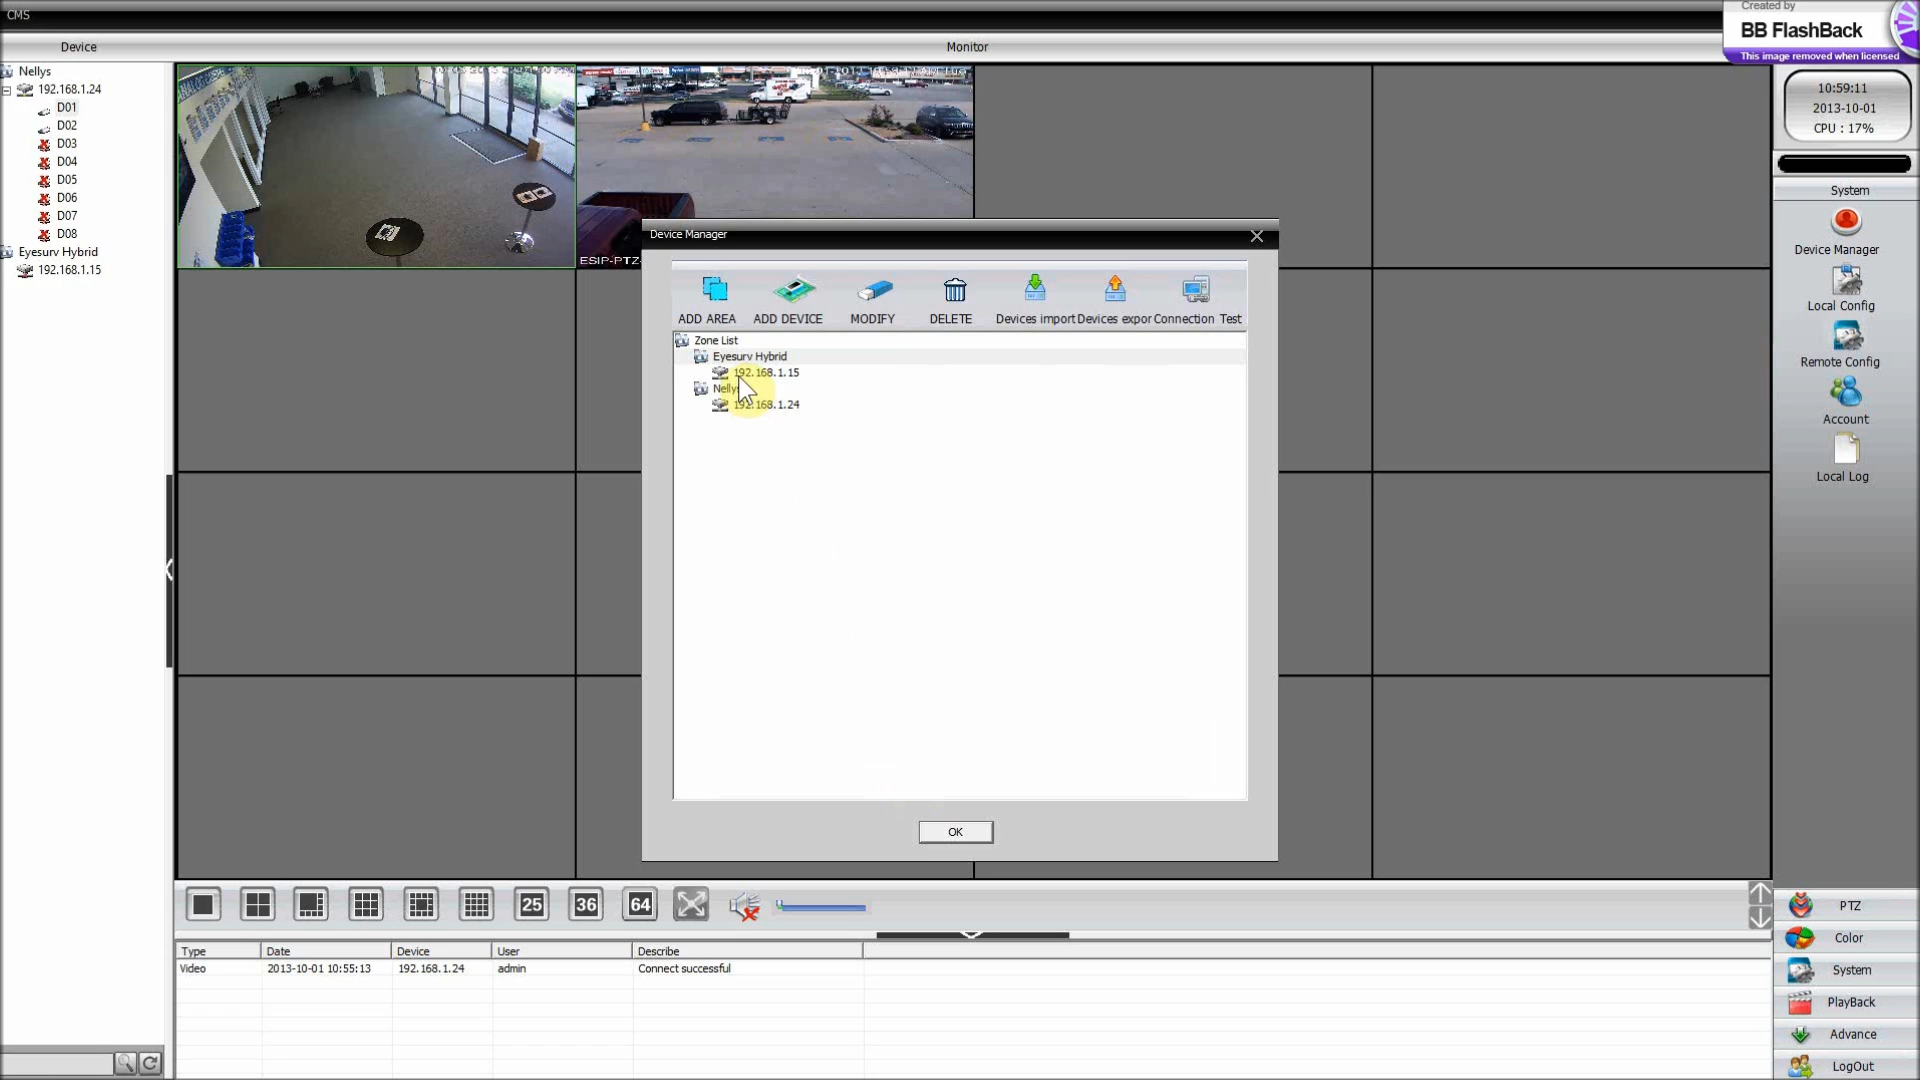 CMS
Created by
BB FlashBack
This image removed when licensed
Device
Monitor
Nellys
192.168.1.24
D01
D02
D03
D04
D05
D06
D07
D08
Eyesurv Hybrid
192.168.1.15
ESIP-PTZ
10:59:11
2013-10-01
CPU : 17%
System
Device Manager
Local Config
Remote Config
Account
Local Log
Device Manager
ADD AREA
ADD DEVICE
MODIFY
DELETE
Devices import
Devices expor
Connection Test
Zone List
Eyesurv Hybrid
192.168.1.15
Nelly
192.168.1.24
OK
25
36
64
Type Date Device User Describe
Video 2013-10-01 10:55:13 192.168.1.24 admin Connect successful
PTZ
Color
System
PlayBack
Advance
LogOut